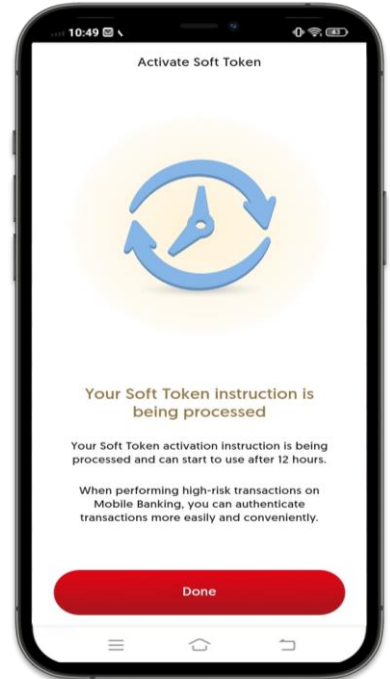 10:49
43
Activate Soft Token
Your Soft Token instruction is
being processed
Your Soft Token activation instruction is being
processed and can start to use after 12 hours.
When performing high-risk transactions on
Mobile Banking, you can authenticate
transactions more easily and conveniently.
Done